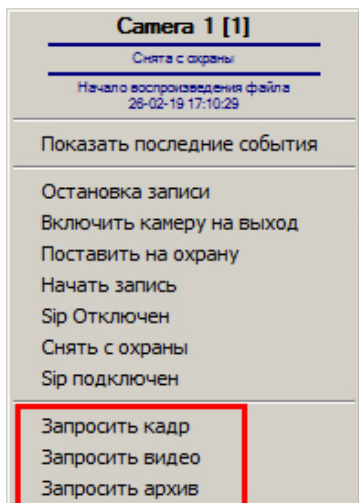 Camera 1 [1]
Снята с охраны
Начало воспроизведения файла
26-02-19 17:10:29
Показать последние события
Остановка записи
Включить камеру на выход
Поставить на охрану
Начать запись
Sip Отключен
Снять с охраны
Sip подключен
Запросить кадр
Запросить видео
Запросить архив